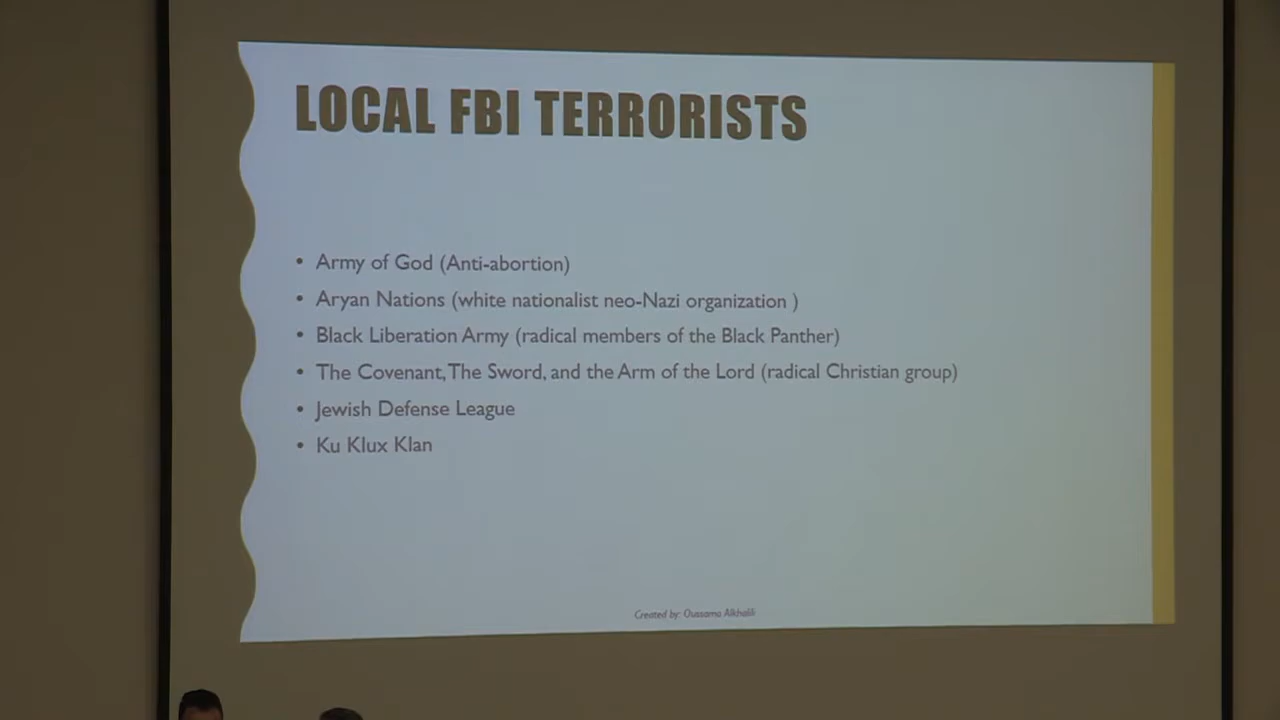 LOCAL FBI TERRORISTS
• Army of God (Anti-abortion)
• Aryan Nations (white nationalist neo-Nazi organization )
• Black Liberation Army (radical members of the Black Panther)
• The Covenant, The Sword, and the Arm of the Lord (radical Christian group)
• Jewish Defense League
• Ku Klux Klan
Created by: Oussama Alkhalili